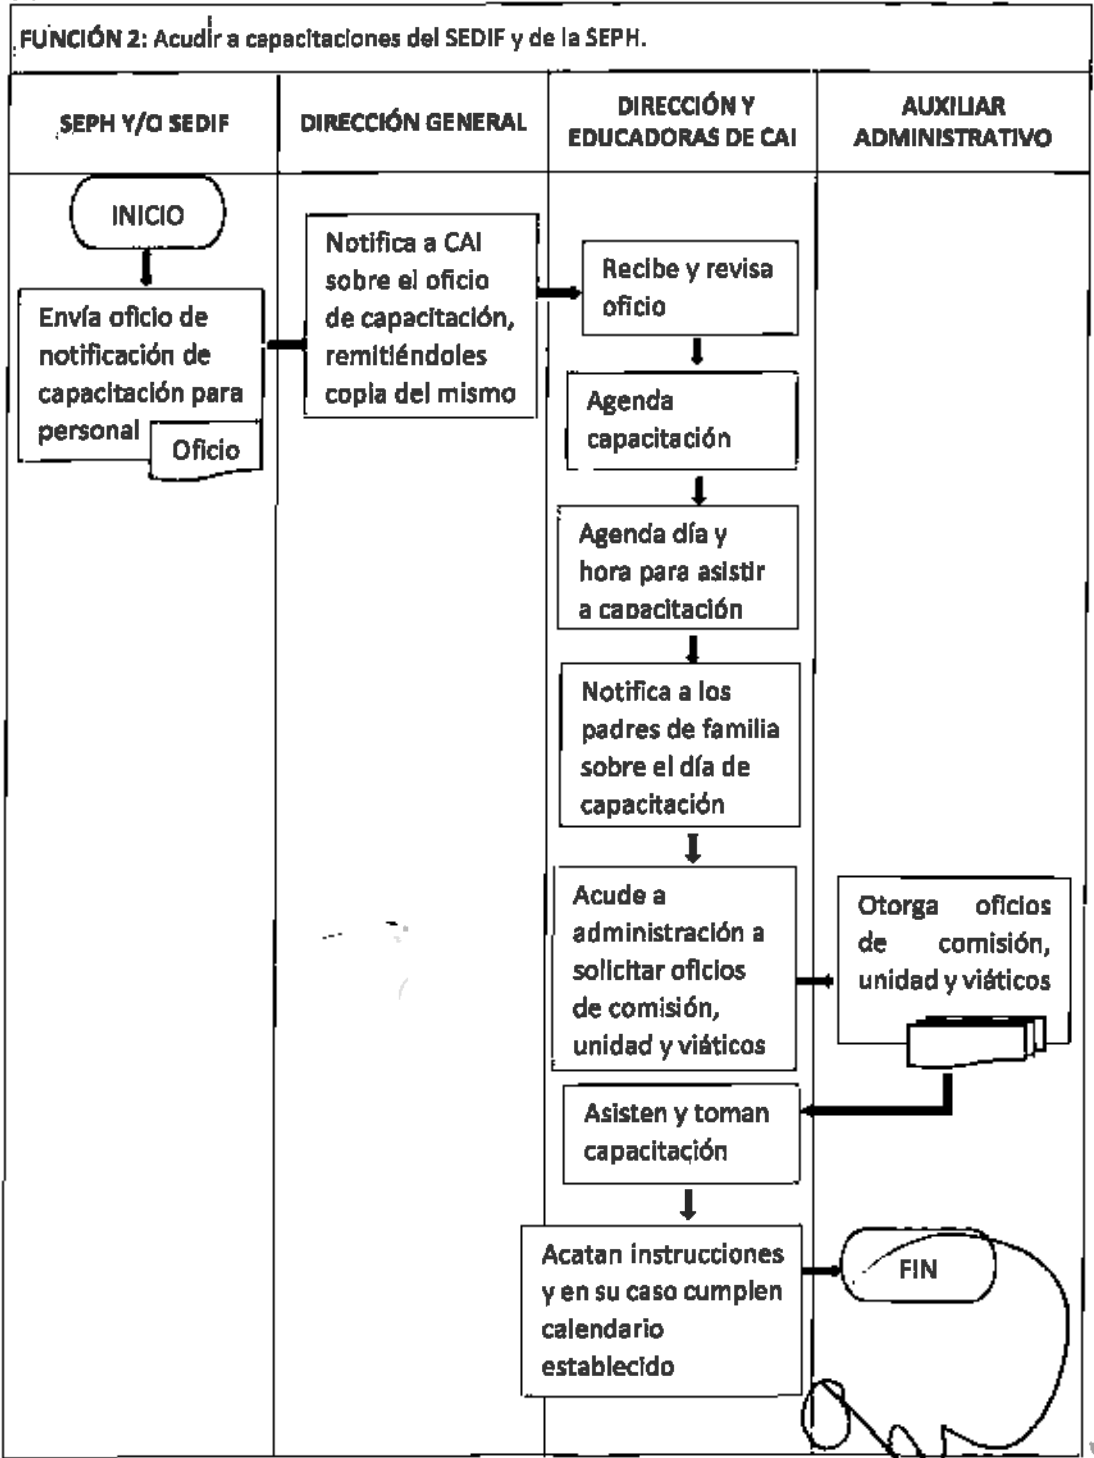 FUNCIÓN 2: Acudir a capacitaciones del SEDIF y de la SEPH.
SEPH Y/O SEDIF
DIRECCIÓN GENERAL
DIRECCIÓN Y
EDUCADORAS DE CAI
AUXILIAR
ADMINISTRATIVO
INICIO
Envía oficio de
notificación de
capacitación para
personal
Oficio
Notifica a CAI
sobre el oficio
de capacitación,
remitiéndoles
copia del mismo
Recibe y revisa
oficio
Agenda
capacitación
Agenda día y
hora para asistir
a capacitación
Notifica a los
padres de familia
sobre el día de
capacitación
Acude a
administración a
solicitar oficios
de comisión,
unidad y viáticos
Otorga oficios
de comisión,
unidad y viáticos
Asisten y toman
capacitación
Acatan instrucciones
y en su caso cumplen
calendario
establecido
FIN